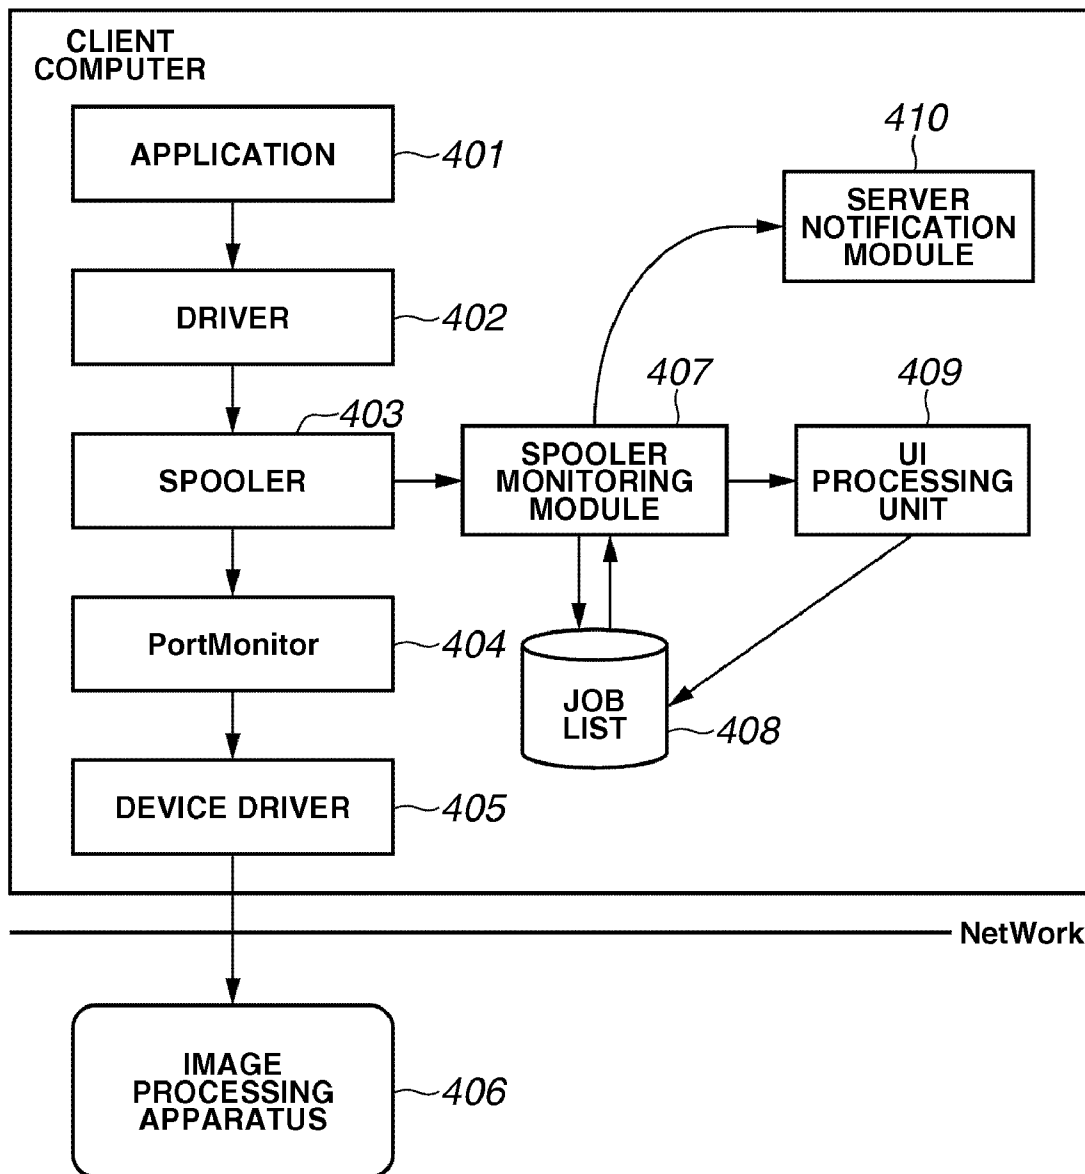 CLIENT
COMPUTER
APPLICATION
401
410
SERVER
NOTIFICATION
MODULE
DRIVER
402
403
SPOOLER
407
SPOOLER
MONITORING
MODULE
409
UI
PROCESSING
UNIT
PortMonitor
404
JOB
LIST
408
DEVICE DRIVER
405
NetWork
IMAGE
PROCESSING
APPARATUS
406